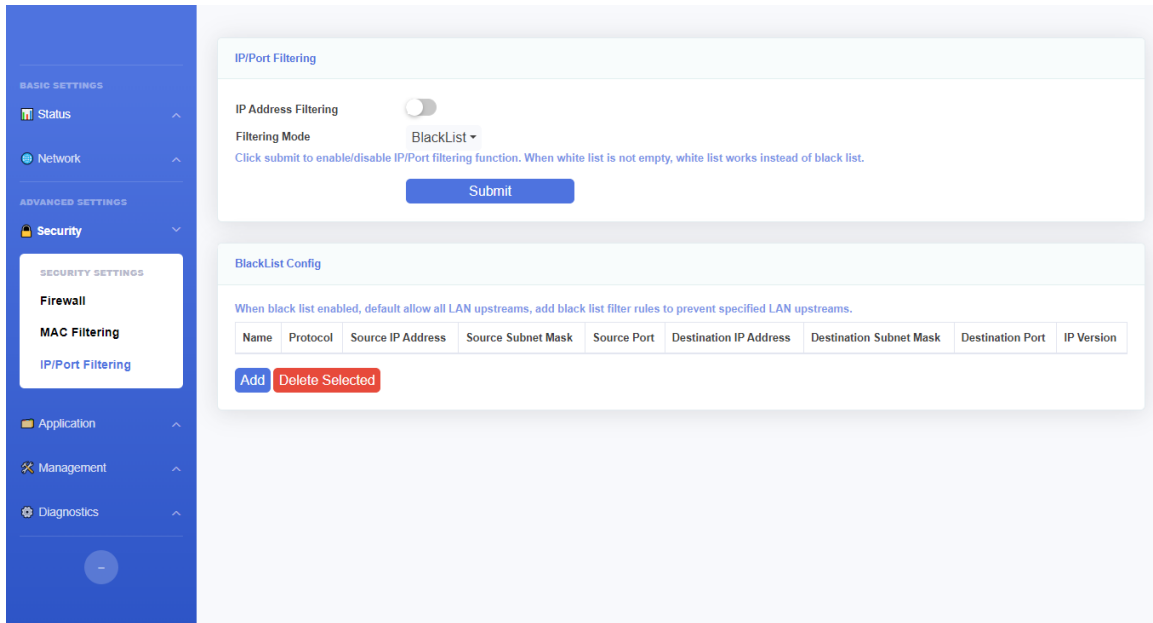 BASIC SETTINGS
Status
Network
ADVANCED SETTINGS
Security
SECURITY SETTINGS
Firewall
MAC Filtering
IP/Port Filtering
Application
Management
Diagnostics
IP/Port Filtering
IP Address Filtering
Filtering Mode BlackList
Click submit to enable/disable IP/Port filtering function. When white list is not empty, white list works instead of black list.
Submit
BlackList Config
When black list enabled, default allow all LAN upstreams, add black list filter rules to prevent specified LAN upstreams.
Name Protocol Source IP Address Source Subnet Mask Source Port Destination IP Address Destination Subnet Mask Destination Port IP Version
Add Delete Selected